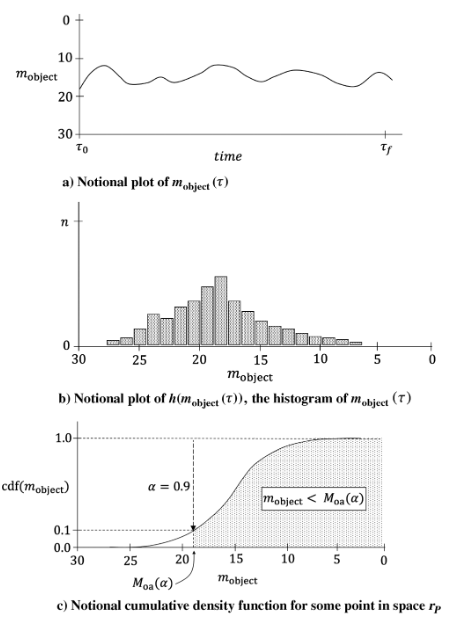 0
10
m_object
20
30
τ_0
τ_f
time
a) Notional plot of m_object (τ)
n
0
30 25 20 15 10 5 0
m_object
b) Notional plot of h(m_object (τ)), the histogram of m_object (τ)
1.0
cdf(m_object)
α = 0.9
m_object < M_oa(α)
0.1
0.0
30 25 20 15 10 5 0
M_oa(α)
m_object
c) Notional cumulative density function for some point in space r_P